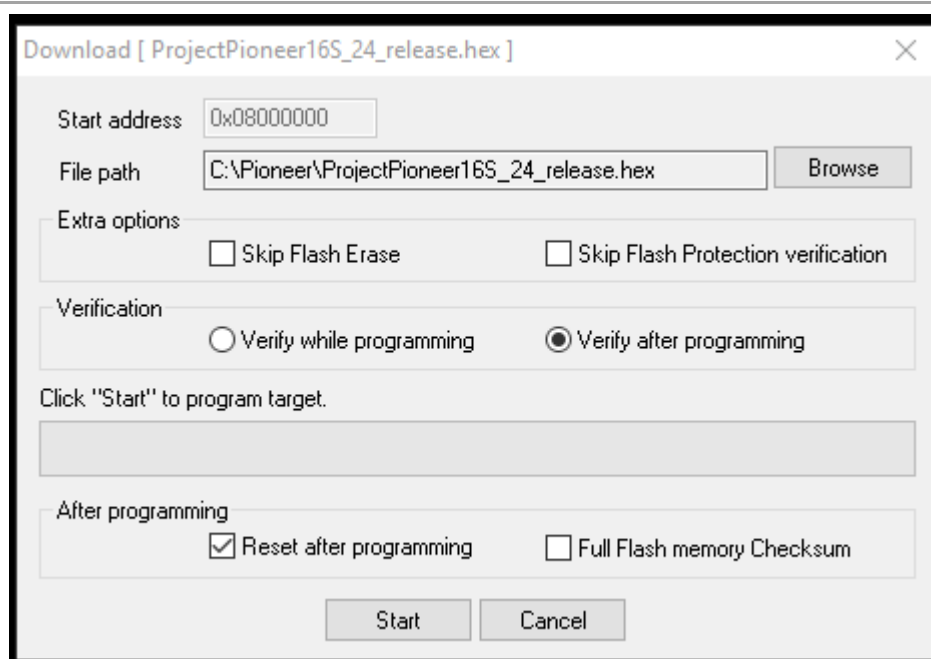 Download [ ProjectPioneer16S_24_release.hex ]
Start address 0x08000000
File path C:\Pioneer\ProjectPioneer16S_24_release.hex Browse
Extra options
Skip Flash Erase Skip Flash Protection verification
Verification
Verify while programming Verify after programming
Click "Start" to program target.
After programming
Reset after programming Full Flash memory Checksum
Start Cancel